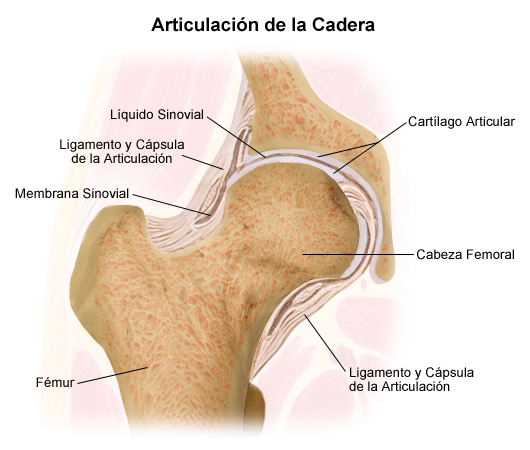 Articulación de la Cadera
Líquido Sinovial
Cartílago Articular
Ligamento y Cápsula
de la Articulación
Membrana Sinovial
Cabeza Femoral
Ligamento y Cápsula
de la Articulación
Fémur